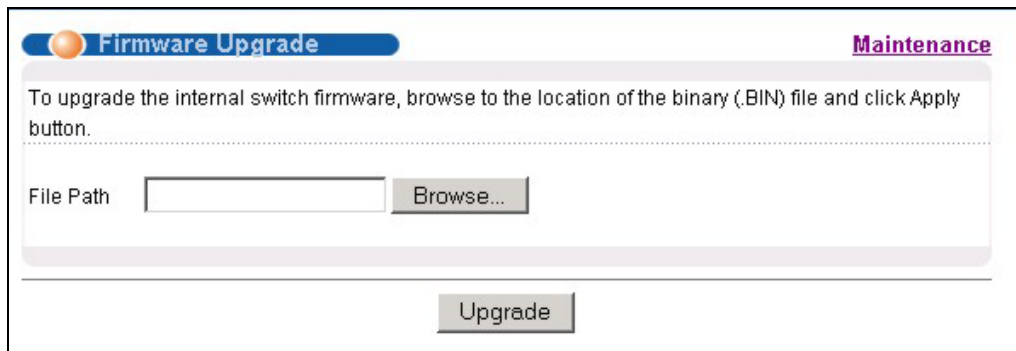 Firmware Upgrade
Maintenance
To upgrade the internal switch firmware, browse to the location of the binary (.BIN) file and click Apply
button.
File Path
Browse...
Upgrade